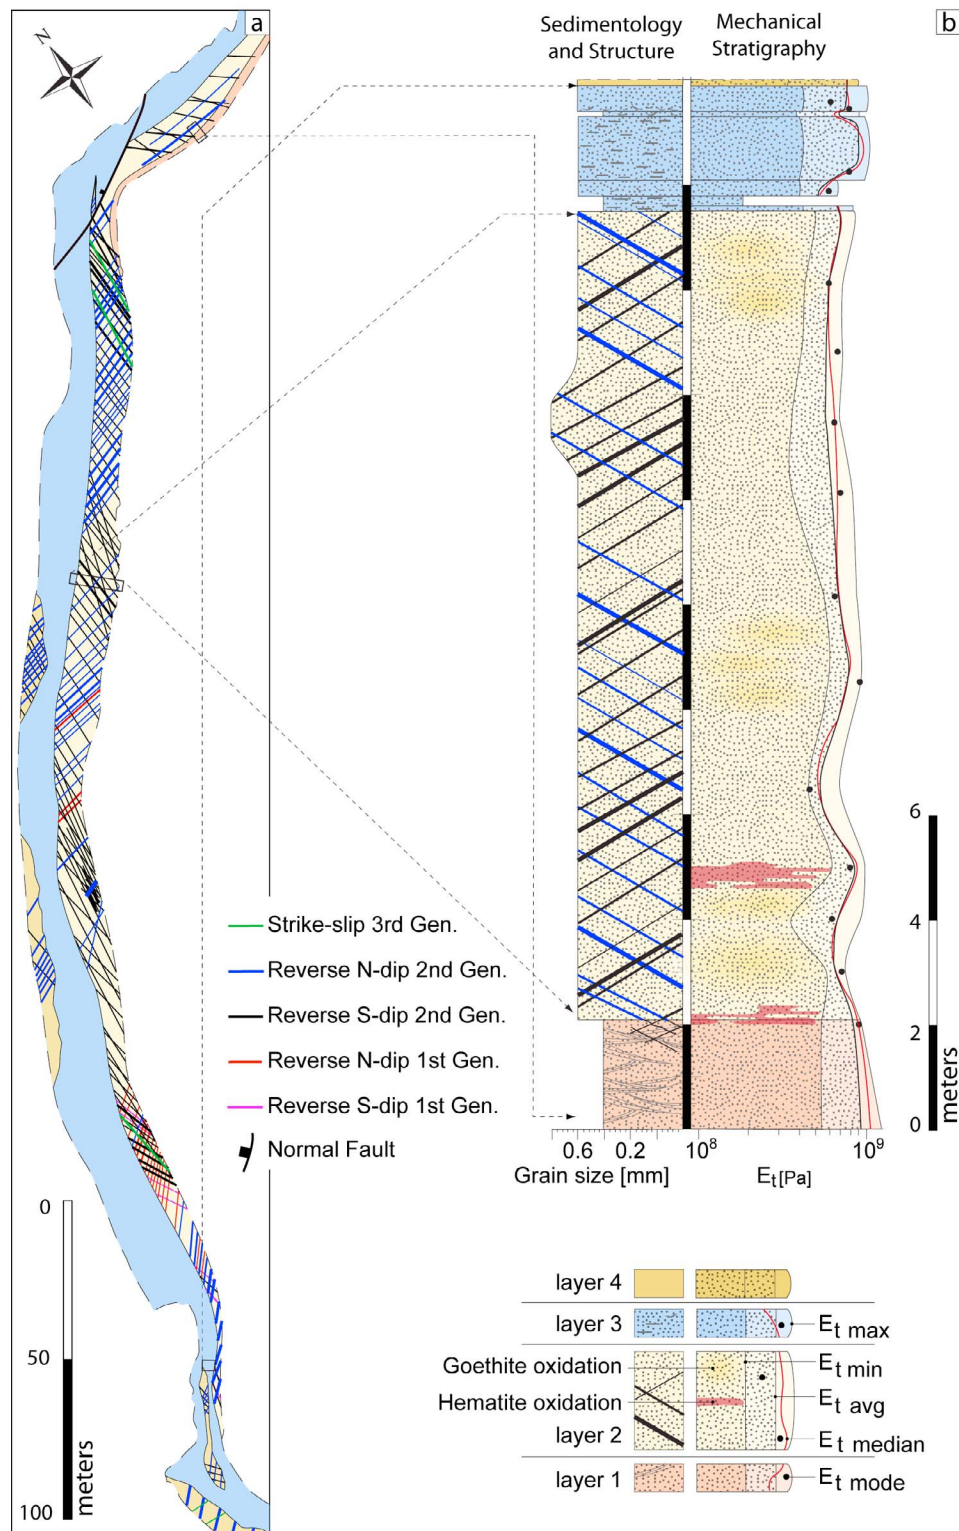 a
N
Sedimentology
and Structure
Mechanical
Stratigraphy
b
Strike-slip 3rd Gen.
Reverse N-dip 2nd Gen.
Reverse S-dip 2nd Gen.
Reverse N-dip 1st Gen.
Reverse S-dip 1st Gen.
Normal Fault
0
50
100
meters
6
4
2
0
meters
0.6 0.2 10⁸ 10⁹
Grain size [mm] Et[Pa]
layer 4
layer 3
Et max
Goethite oxidation
Et min
Hematite oxidation
Et avg
layer 2
Et median
layer 1
Et mode